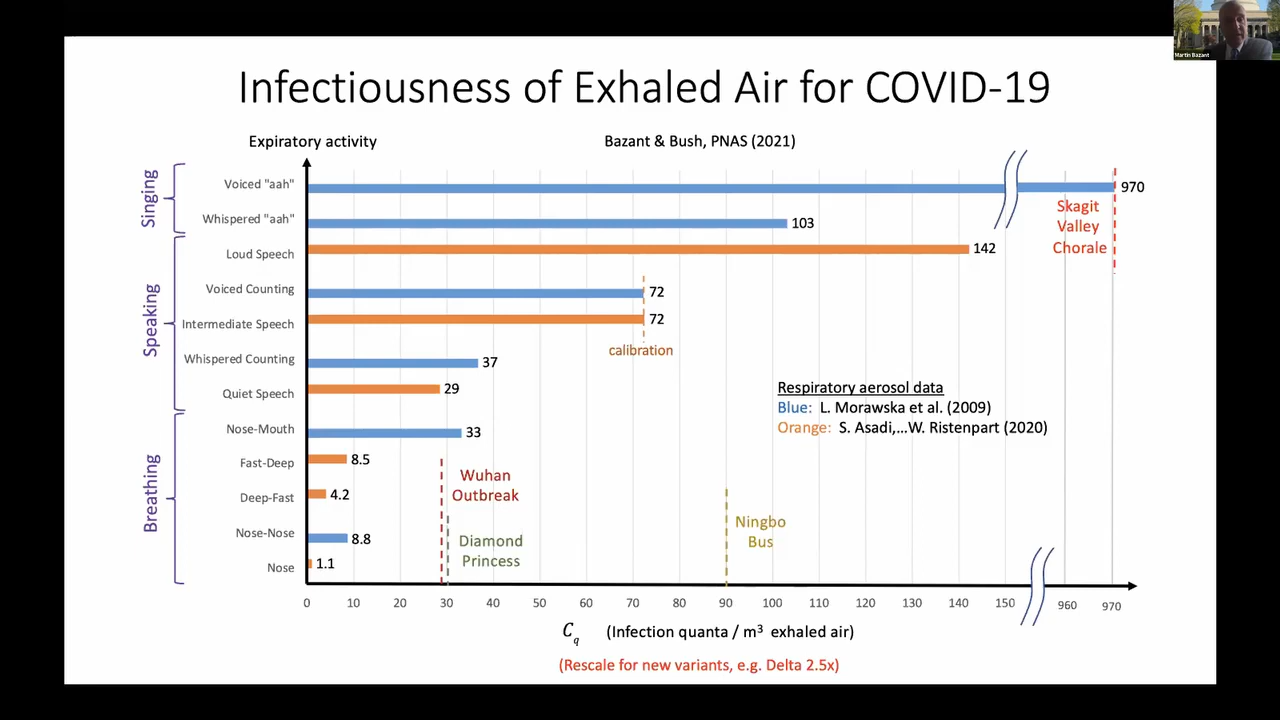 Martin Bazant
Infectiousness of Exhaled Air for COVID-19
Expiratory activity
Bazant & Bush, PNAS (2021)
Singing
Voiced "aah"
970
Whispered "aah"
103
Skagit
Valley
Chorale
Speaking
Loud Speech
142
Voiced Counting
72
Intermediate Speech
72
calibration
Whispered Counting
37
Quiet Speech
29
Respiratory aerosol data
Blue: L. Morawska et al. (2009)
Orange: S. Asadi,...W. Ristenpart (2020)
Breathing
Nose-Mouth
33
Fast-Deep
8.5
Deep-Fast
4.2
Nose-Nose
8.8
Nose
1.1
Wuhan
Outbreak
Diamond
Princess
Ningbo
Bus
0 10 20 30 40 50 60 70 80 90 100 110 120 130 140 150 960 970
Cq (Infection quanta / m³ exhaled air)
(Rescale for new variants, e.g. Delta 2.5x)